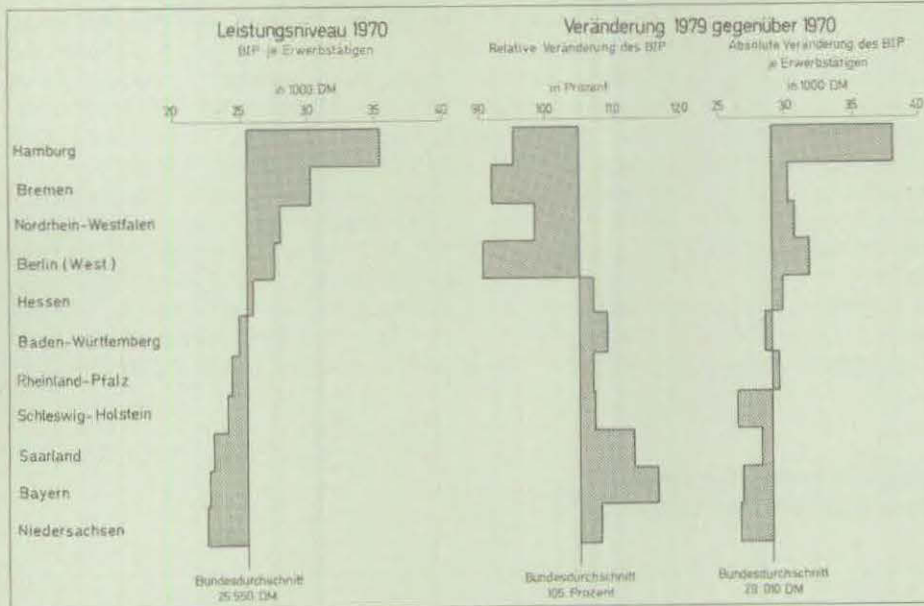 Leistungsniveau 1970
BIP je Erwerbstätigen
in 1000 DM
20 25 30 35 40
Veränderung 1979 gegenüber 1970
Relative Veränderung des BIP
in Prozent
90 100 110 120
Absolute Veränderung des BIP
je Erwerbstätigen
in 1000 DM
25 30 35 40
Hamburg
Bremen
Nordrhein-Westfalen
Berlin (West.)
Hessen
Baden-Württemberg
Rheinland-Pfalz
Schleswig-Holstein
Saarland
Bayern
Niedersachsen
Bundesdurchschnitt
DM
Bundesdurchschnitt
105 Prozent
Bundesdurchschnitt
29 010 DM